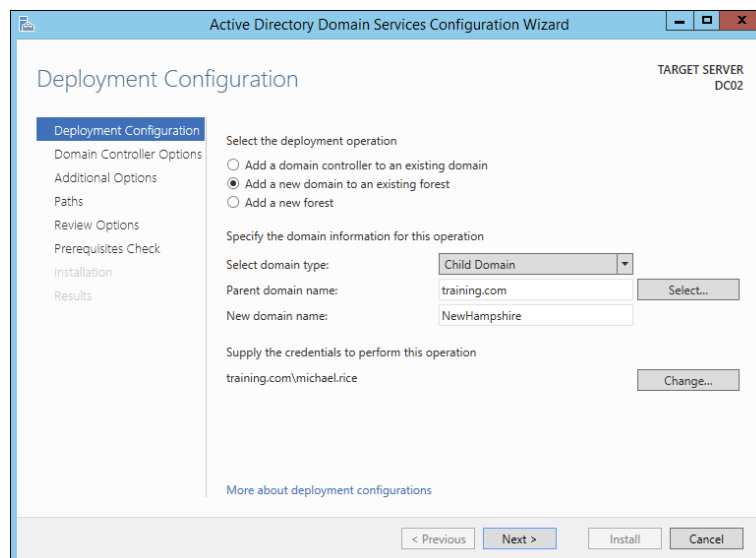 Active Directory Domain Services Configuration Wizard
Deployment Configuration
TARGET SERVER
DC02
Deployment Configuration
Domain Controller Options
Additional Options
Paths
Review Options
Prerequisites Check
Installation
Results
Select the deployment operation
Add a domain controller to an existing domain
Add a new domain to an existing forest
Add a new forest
Specify the domain information for this operation
Select domain type: Child Domain
Parent domain name: training.com Select...
New domain name: NewHampshire
Supply the credentials to perform this operation
training.com\michael.rice Change...
More about deployment configurations
< Previous Next > Install Cancel